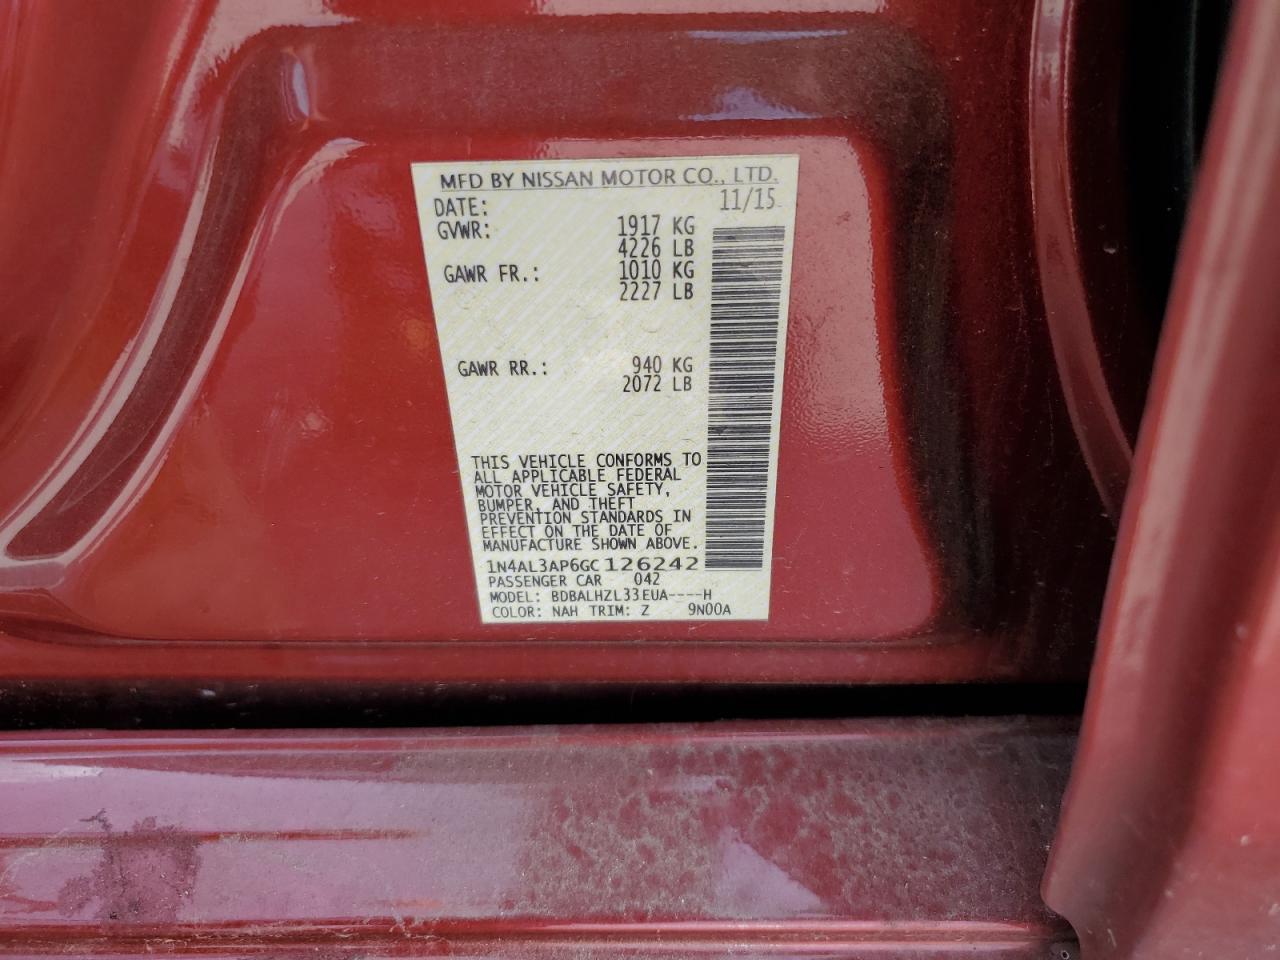 MFD BY NISSAN MOTOR CO., LTD.
DATE: 11/15
GVWR: 1917 KG
4226 LB
GAWR FR.: 1010 KG
2227 LB
GAWR RR.: 940 KG
2072 LB
THIS VEHICLE CONFORMS TO
ALL APPLICABLE FEDERAL
MOTOR VEHICLE SAFETY,
BUMPER, AND THEFT
PREVENTION STANDARDS IN
EFFECT ON THE DATE OF
MANUFACTURE SHOWN ABOVE.
1N4AL3AP6GC126242
PASSENGER CAR 042
MODEL: BDBALHZL33EUA----H
COLOR: NAH TRIM: Z 9N00A